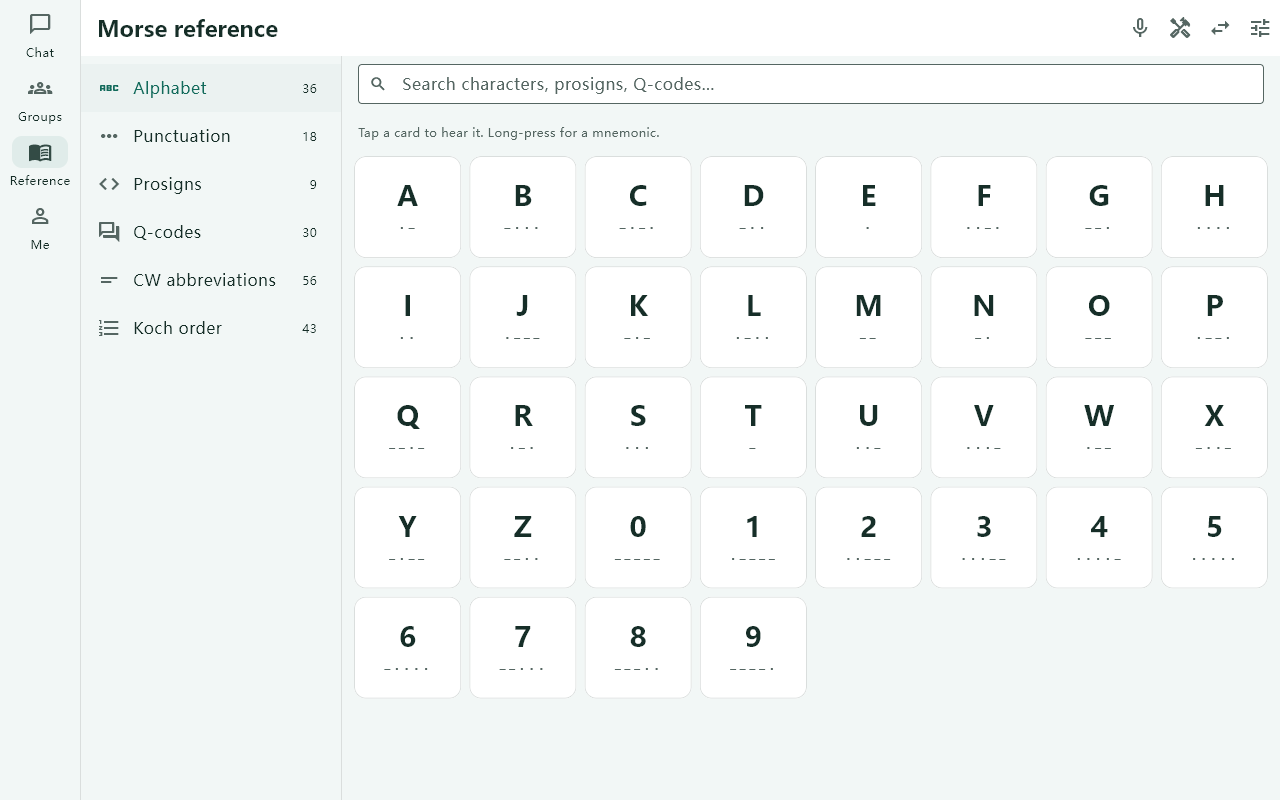 Morse reference
Chat
Groups
Reference
Me
ABC Alphabet 36
Punctuation 18
Prosigns 9
Q-codes 30
CW abbreviations 56
Koch order 43
Search characters, prosigns, Q-codes...
Tap a card to hear it. Long-press for a mnemonic.
A B C D E F G H
·− −··· −·−· −·· · ··−· −−· ····
I J K L M N O P
·· ·−−− −·− ·−·· −− −· −−− ·−−·
Q R S T U V W X
−−·− ·−· ··· − ··− ···− ·−− −··−
Y Z 0 1 2 3 4 5
−·−− −−·· −−−−− ·−−−− ··−−− ···−− ····− ·····
6 7 8 9
−···· −−··· −−−·· −−−−·